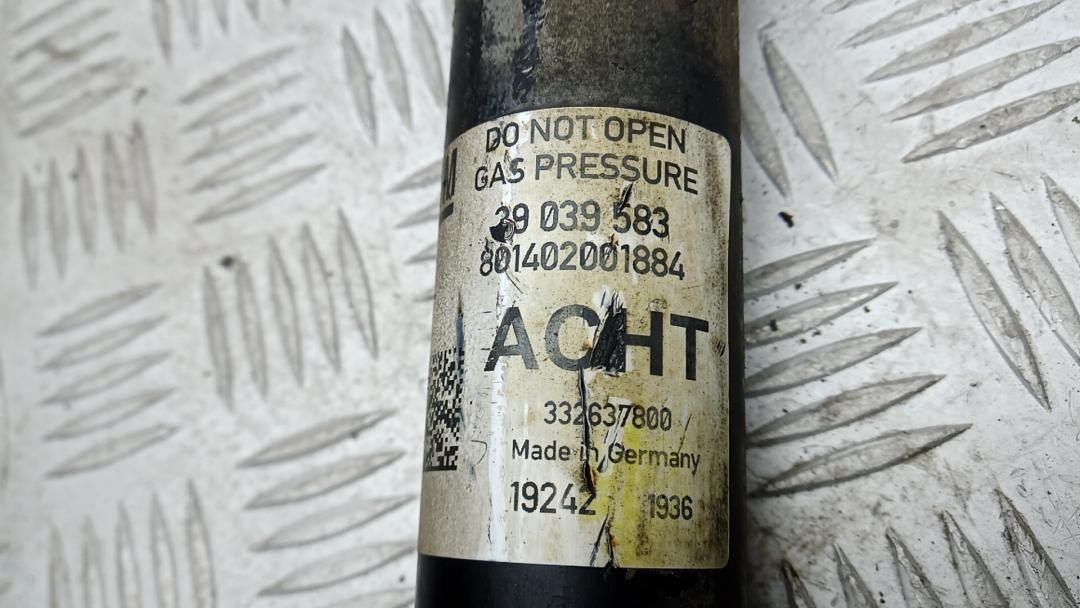 DO NOT OPEN
GAS PRESSURE
39 039 583
801402001884
ACHT
332637800
Made in Germany
19242 1936